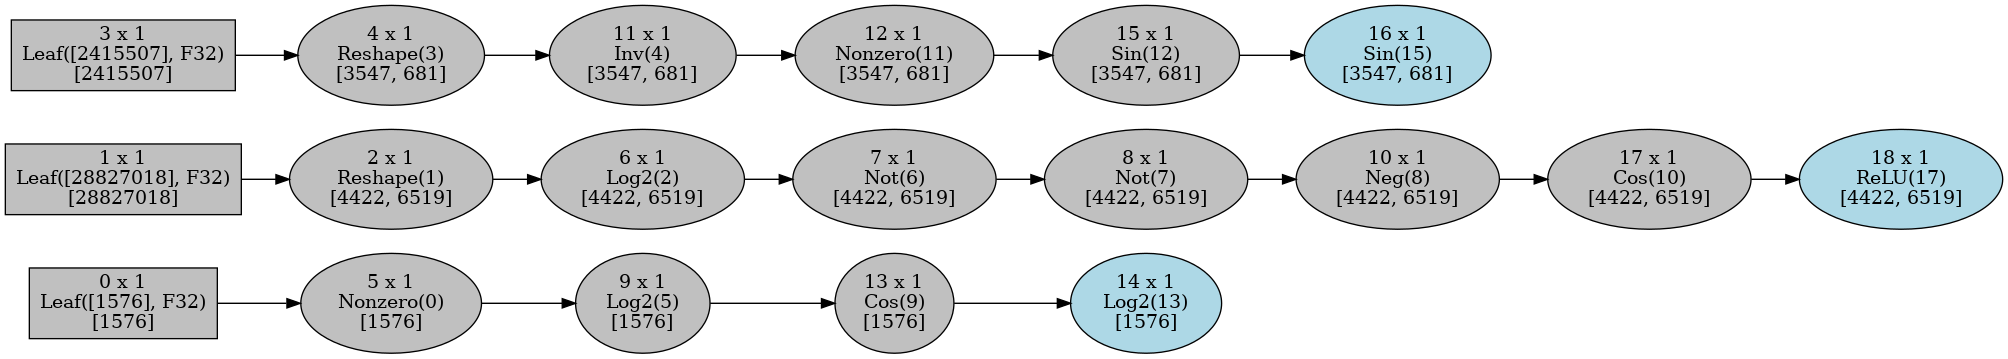 3 x 1
Leaf([2415507], F32)
[2415507]
4 x 1
Reshape(3)
[3547, 681]
11 x 1
Inv(4)
[3547, 681]
12 x 1
Nonzero(11)
[3547, 681]
15 x 1
Sin(12)
[3547, 681]
16 x 1
Sin(15)
[3547, 681]
1 x 1
Leaf([28827018], F32)
[28827018]
2 x 1
Reshape(1)
[4422, 6519]
6 x 1
Log2(2)
[4422, 6519]
7 x 1
Not(6)
[4422, 6519]
8 x 1
Not(7)
[4422, 6519]
10 x 1
Neg(8)
[4422, 6519]
17 x 1
Cos(10)
[4422, 6519]
18 x 1
ReLU(17)
[4422, 6519]
0 x 1
Leaf([1576], F32)
[1576]
5 x 1
Nonzero(0)
[1576]
9 x 1
Log2(5)
[1576]
13 x 1
Cos(9)
[1576]
14 x 1
Log2(13)
[1576]